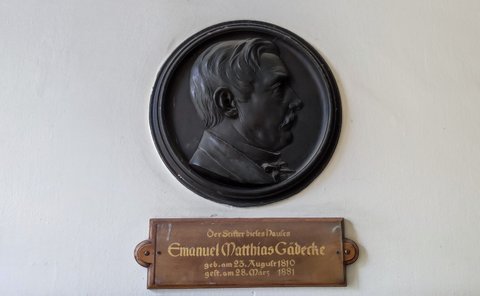 Der Stifter dieses Hauses
Emanuel Matthias Gädecke
geb. am 23. August 1810
gest. am 28. März 1881